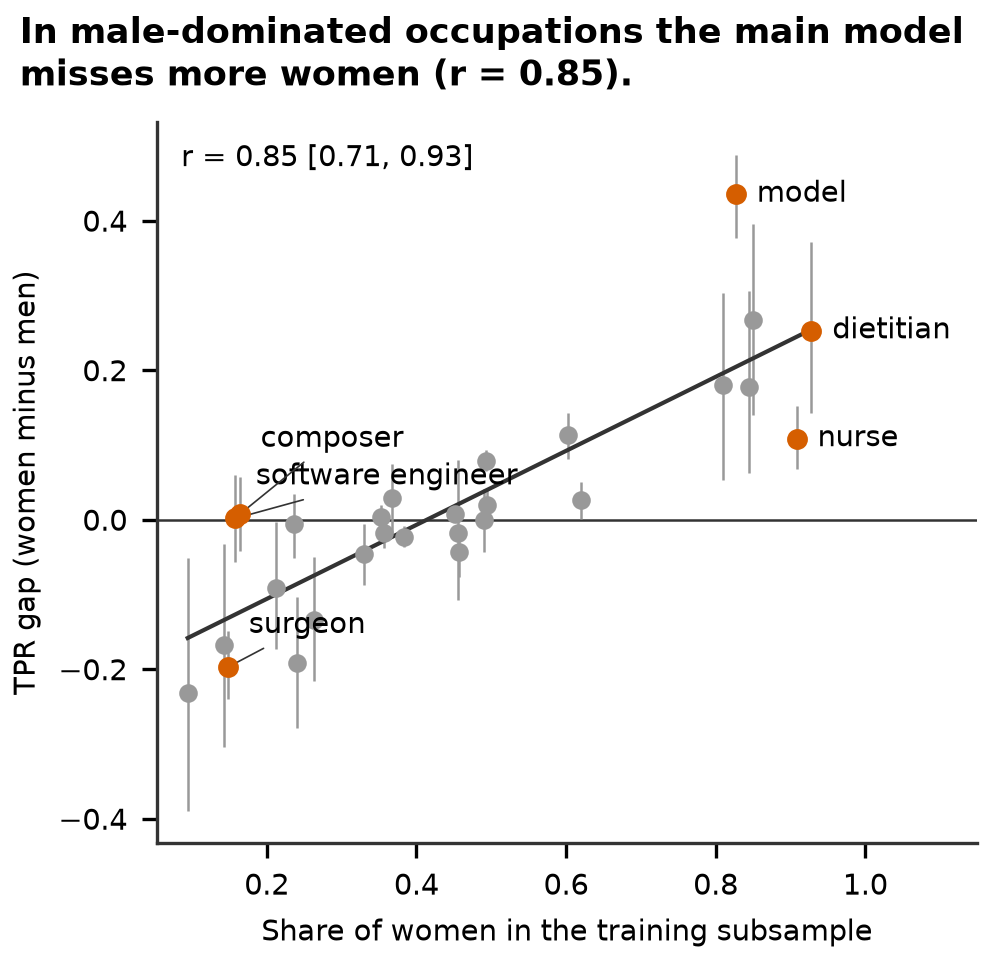 In male-dominated occupations the main model
misses more women (r = 0.85).
r = 0.85 [0.71, 0.93]
model
dietitian
nurse
composer
software engineer
surgeon
TPR gap (women minus men)
0.4
0.2
0.0
−0.2
−0.4
0.2 0.4 0.6 0.8 1.0
Share of women in the training subsample